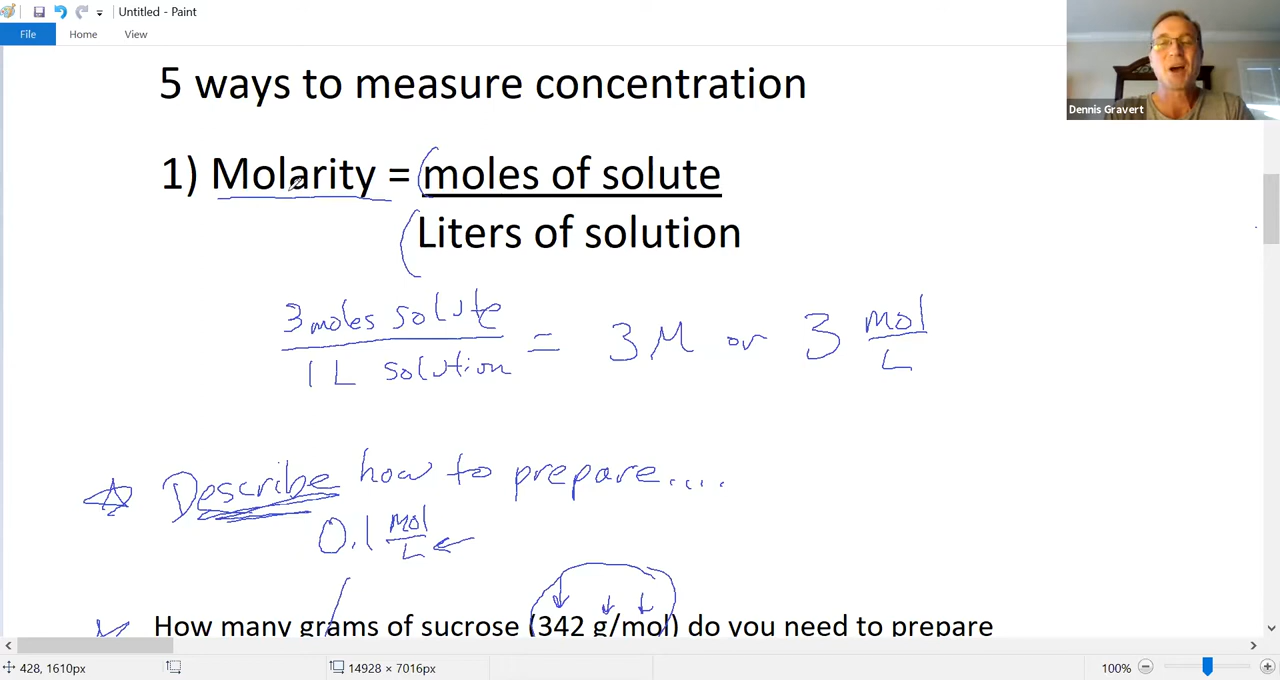 Untitled - Paint
File Home View
Dennis Gravert
5 ways to measure concentration
1) Molarity = moles of solute
Liters of solution
3 moles solute
1 L solution
= 3 M or 3 mol
L
Describe how to prepare....
0.1 mol
L
How many grams of sucrose (342 g/mol) do you need to prepare
428, 1610px
14928 × 7016px
100%